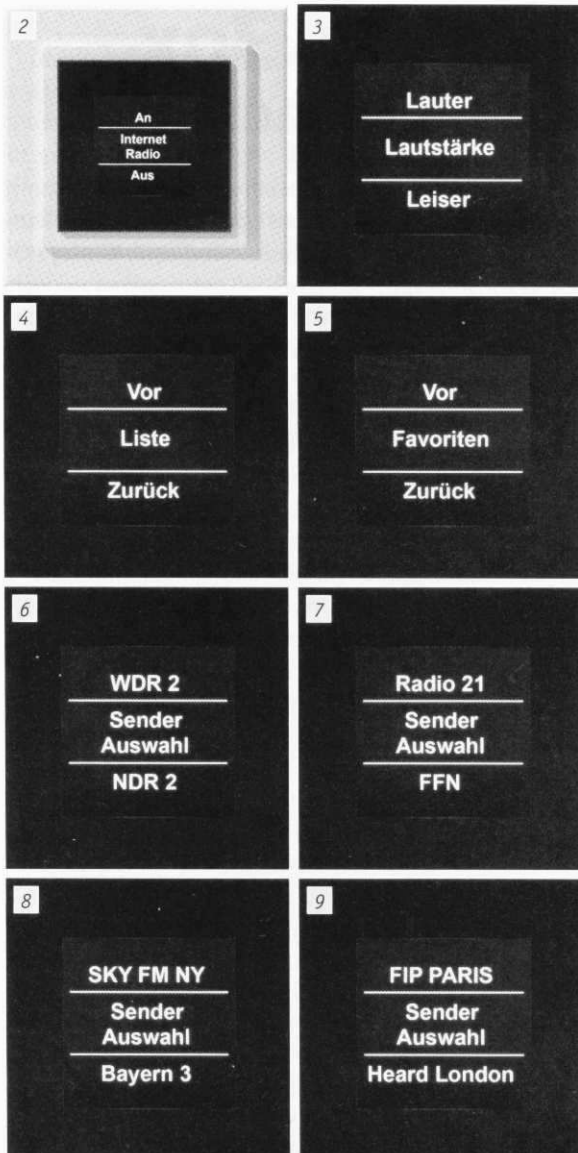 2
An
Internet
Radio
Aus
3
Lauter
Lautstärke
Leiser
4
Vor
Liste
Zurück
5
Vor
Favoriten
Zurück
6
WDR 2
Sender
Auswahl
NDR 2
7
Radio 21
Sender
Auswahl
FFN
8
SKY FM NY
Sender
Auswahl
Bayern 3
9
FIP PARIS
Sender
Auswahl
Heard London